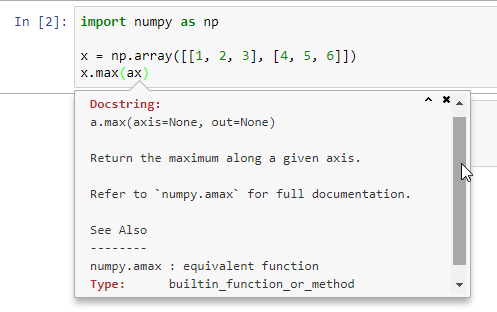 In [2]: import numpy as np
x = np.array([[1, 2, 3], [4, 5, 6]])
x.max(ax)
Docstring:
a.max(axis=None, out=None)
Return the maximum along a given axis.
Refer to `numpy.amax` for full documentation.
See Also
--------
numpy.amax : equivalent function
Type:      builtin_function_or_method